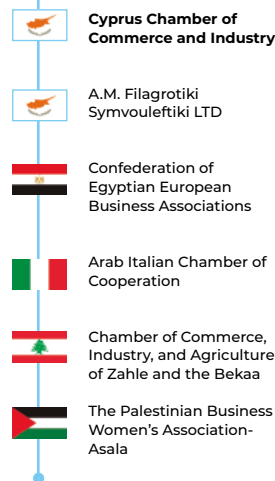 Cyprus Chamber of
Commerce and Industry
A.M. Filagrotiki
Symvouleftiki LTD
Confederation of
Egyptian European
Business Associations
Arab Italian Chamber of
Cooperation
Chamber of Commerce,
Industry, and Agriculture
of Zahle and the Bekaa
The Palestinian Business
Women's Association-
Asala